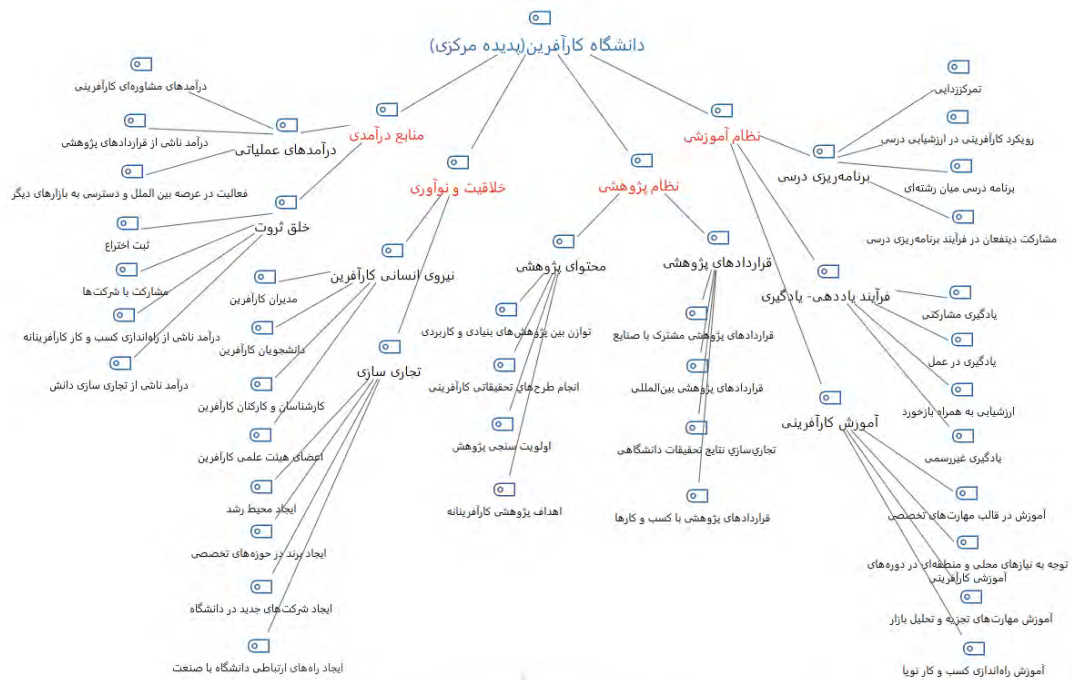 دانشگاه کارآفرین(پدیده مرکزی)
نظام آموزشی
برنامه‌ریزی درسی
تمرکززدایی
رویکرد کارآفرینی در ارزشیابی درسی
برنامه درسی میان رشته‌ای
مشارکت دینفعان در فرآیند برنامه‌ریزی درسی
فرآیند یاددهی- یادگیری
یادگیری مشارکتی
یادگیری در عمل
ارزشیابی به همراه بازخورد
یادگیری غیررسمی
آموزش کارآفرینی
آموزش در قالب مهارت‌های تخصصی
توجه به نیازهای محلی و منطقه‌ای در دوره‌های
آموزشی کارآفرینی
آموزش مهارت‌های تجزیه و تحلیل بازار
آموزش راه‌اندازی کسب و کار نوپا
نظام پژوهشی
قراردادهای پژوهشی
قراردادهای پژوهشی مشترک با صنایع
قراردادهای پژوهشی بین‌المللی
تجاری‌سازي نتایج تحقیقات دانشگاهی
قراردادهای پژوهشی با کسب و کارها
محتوای پژوهشی
توازن بین پژوهش‌های بنیادی و کاربردی
انجام طرح‌هاي تحقیقاتی کارآفرینی
اولویت سنجی پژوهش
اهداف پژوهشی کارآفرینانه
خلاقیت و نوآوری
نیروی انسانی کارآفرین
مدیران کارآفرین
دانشجویان کارآفرین
کارشناسان و کارکنان کارآفرین
اعضای هیئت علمی کارآفرین
تجاری سازی
ایجاد محیط رشد
ایجاد برند در حوزه‌های تخصصی
ایجاد شرکت‌های جدید در دانشگاه
ایجاد راه‌های ارتباطی دانشگاه با صنعت
منابع درآمدی
درآمدهای عملیاتی
درآمدهای مشاوره‌ای کارآفرینی
درآمد ناشی از قراردادهای پژوهشی
فعالیت در عرصه بین الملل و دسترسی به بازارهای دیگر
خلق ثروت
ثبت اختراع
مشارکت با شرکت‌ها
درآمد ناشی از راه‌اندازی کسب و کار کارآفرینانه
درآمد ناشی از تجاری سازی دانش